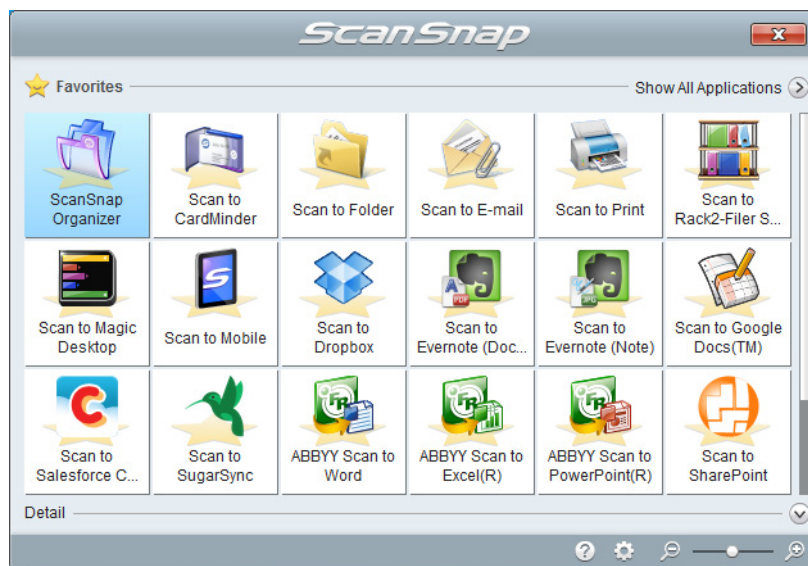 ScanSnap
Favorites
Show All Applications
ScanSnap
Organizer
Scan to
CardMinder
Scan to Folder
Scan to E-mail
Scan to Print
Scan to
Rack2-Filer S...
Scan to Magic
Desktop
Scan to Mobile
Scan to
Dropbox
Scan to
Evernote (Doc...
Scan to
Evernote (Note)
Scan to Google
Docs(TM)
Scan to
Salesforce C...
Scan to
SugarSync
ABBYY Scan to
Word
ABBYY Scan to
Excel(R)
ABBYY Scan to
PowerPoint(R)
Scan to
SharePoint
Detail